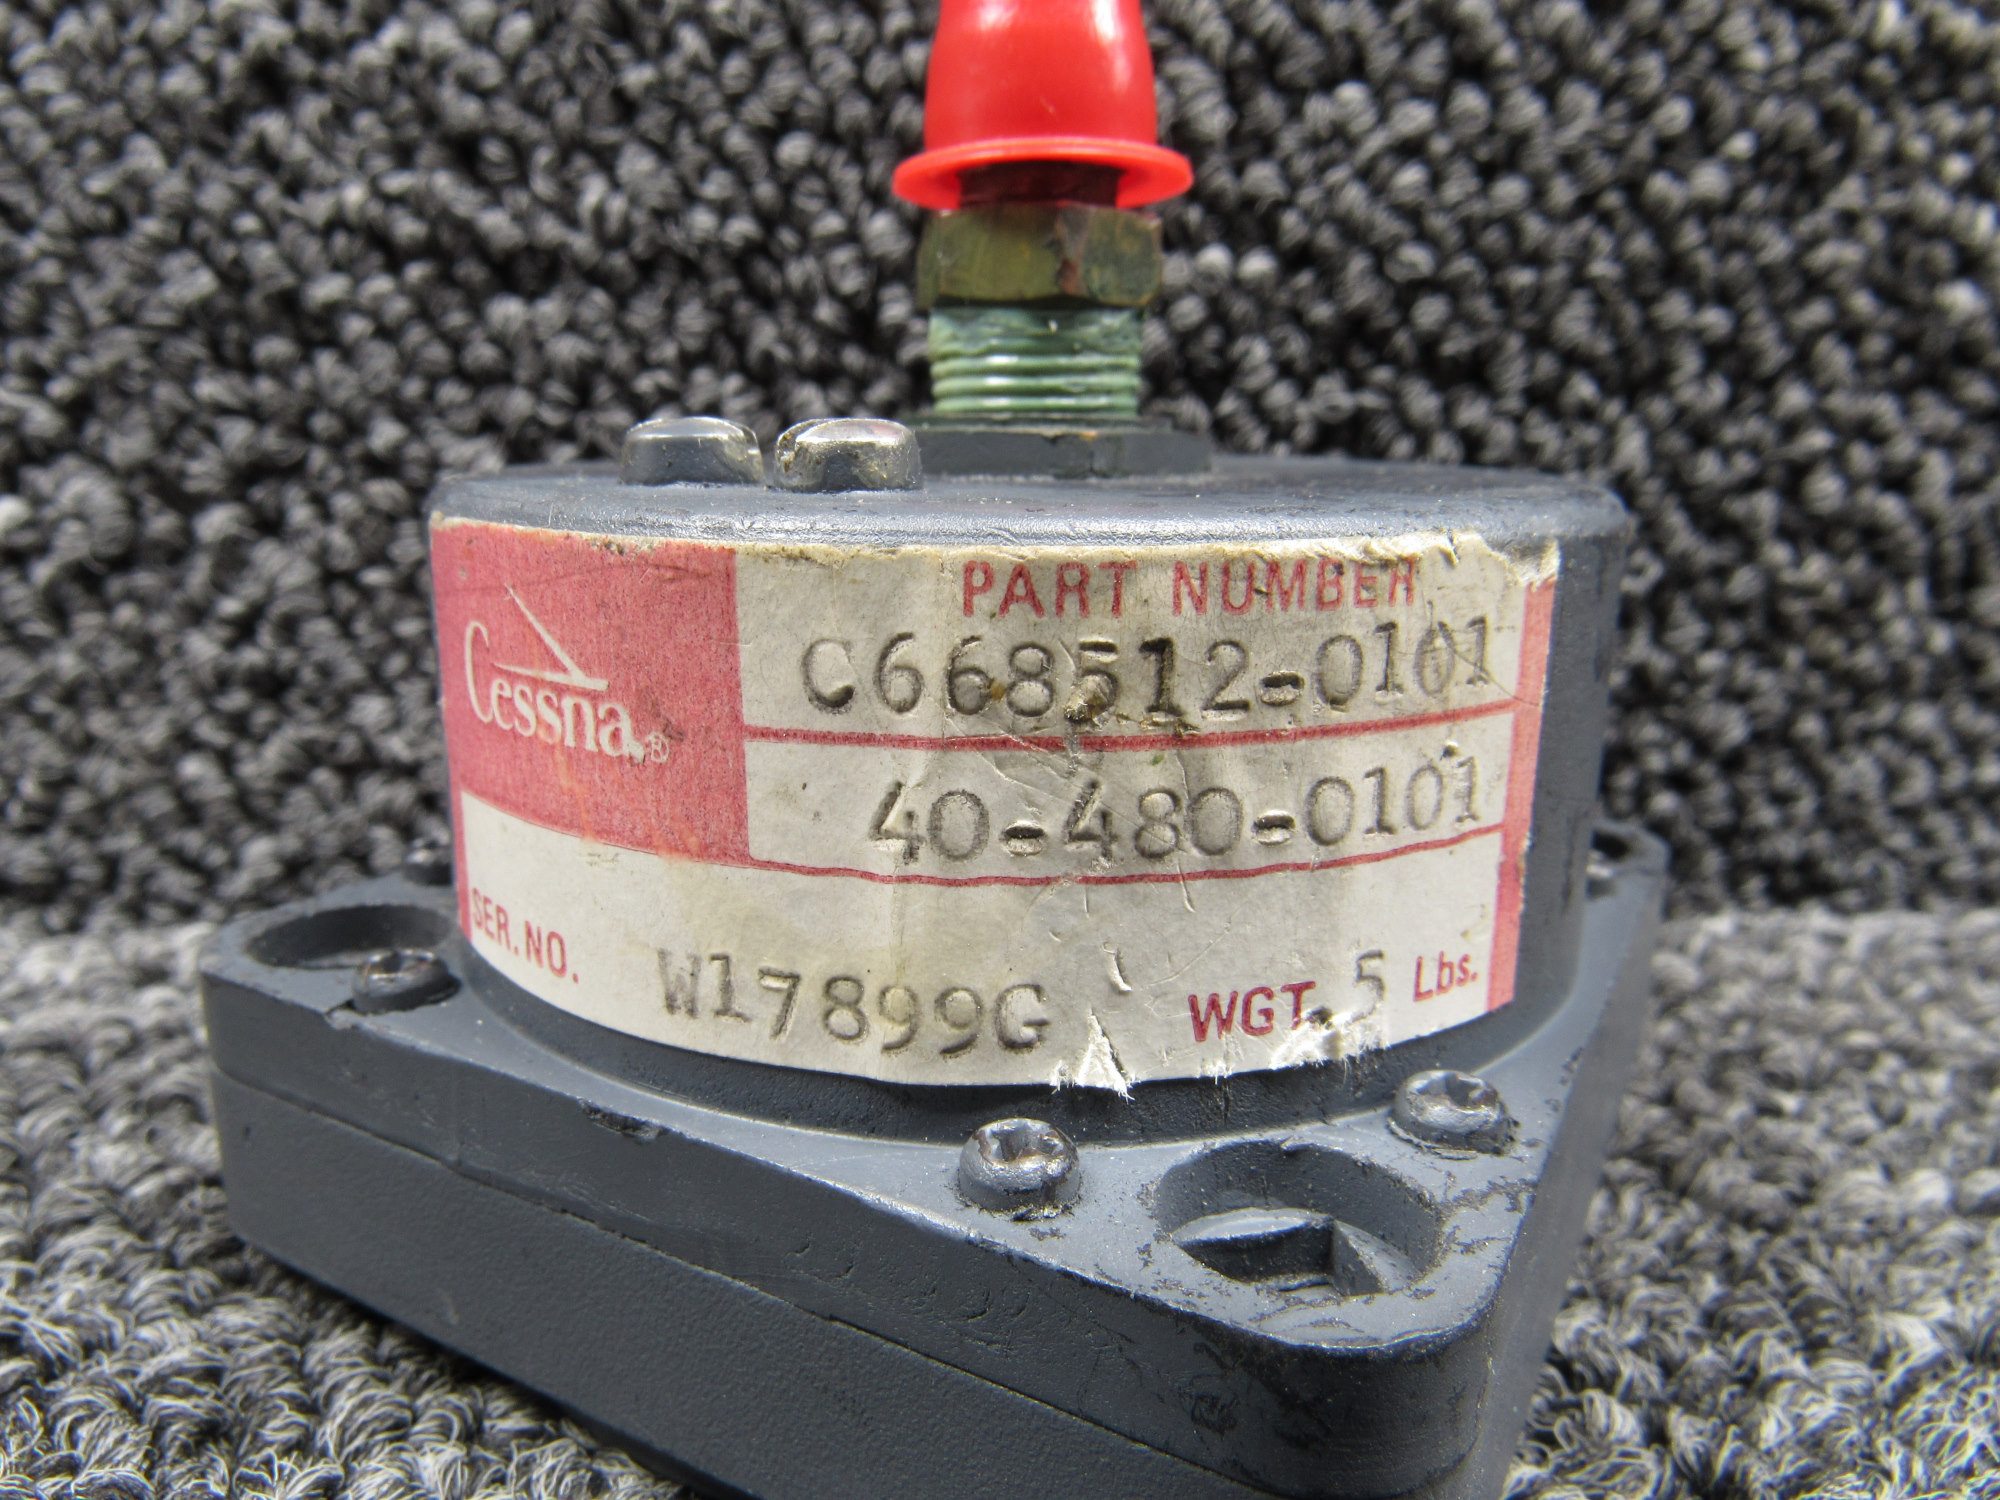 Cessna®
PART NUMBER
C668512-0101
40-480-0101
SER. NO. W17899G WGT. .5 Lbs.